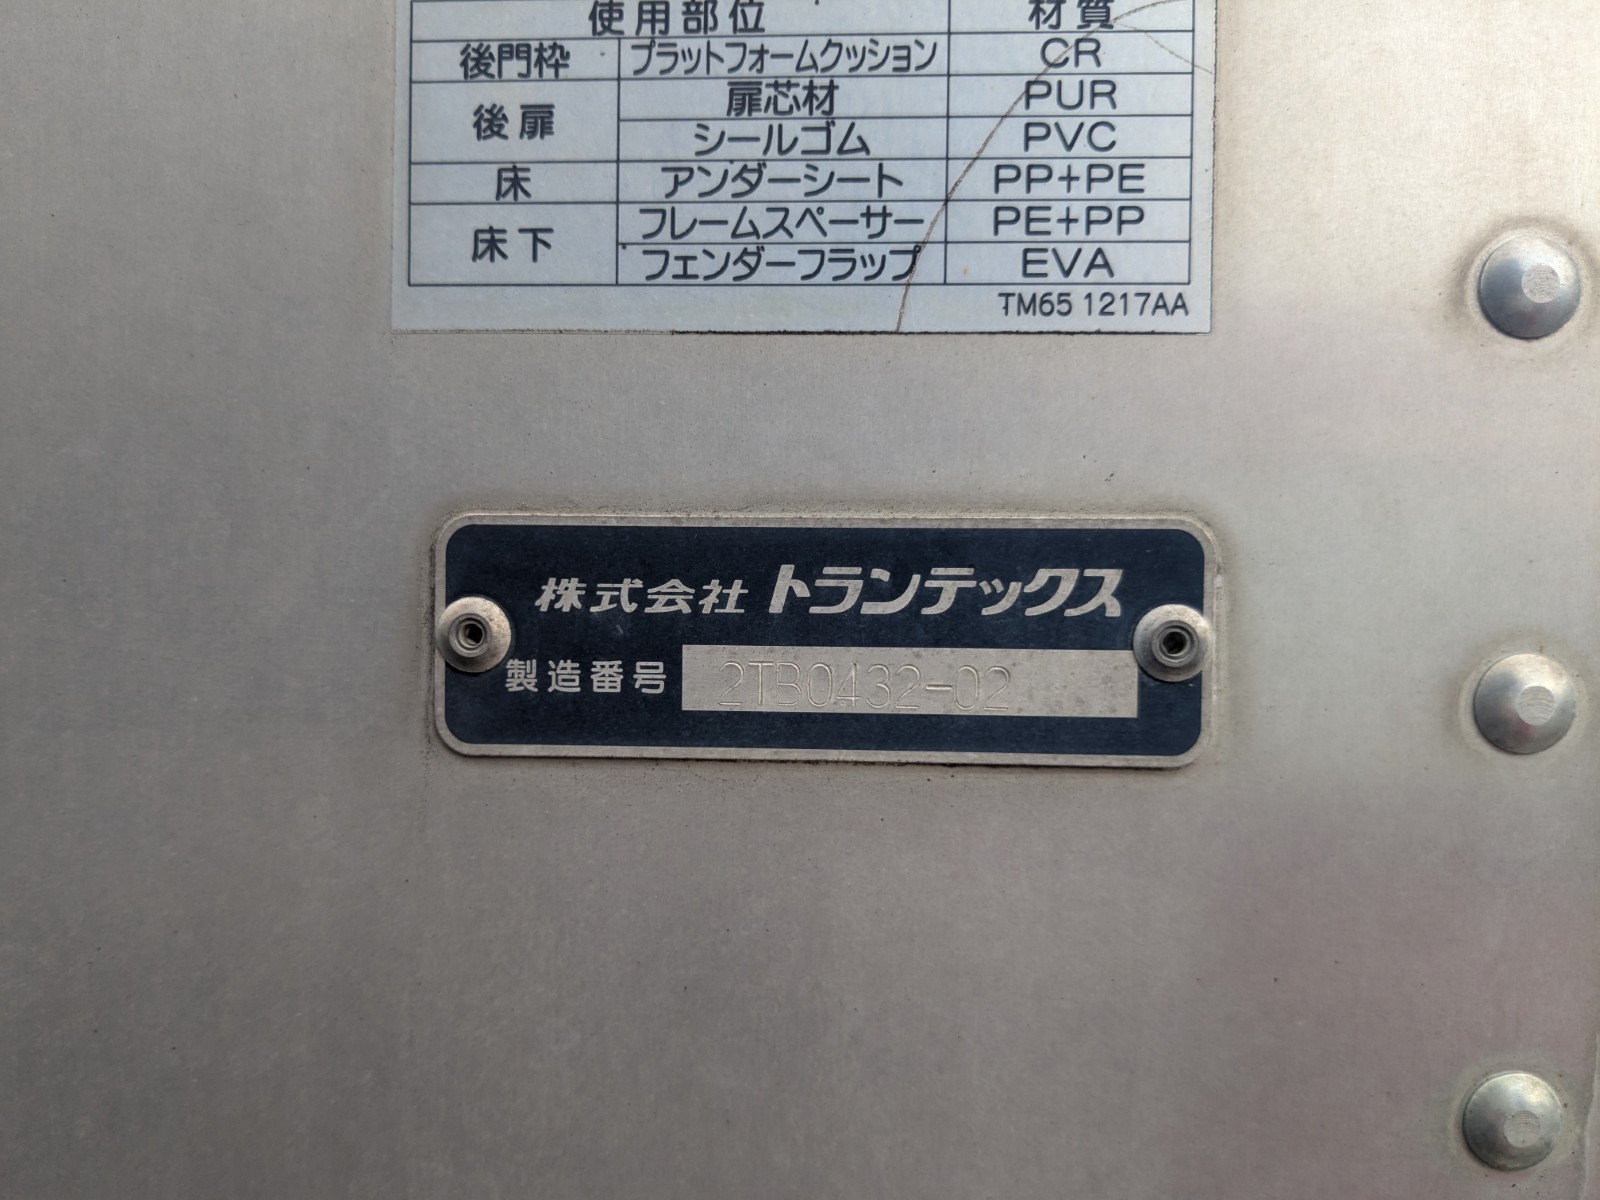 使用部位 材質
後門枠 プラットフォームクッション CR
後扉 扉芯材 PUR
シールゴム PVC
床 アンダーシート PP+PE
床下 フレームスペーサー PE+PP
フェンダーフラップ EVA
TM65 1217AA
株式会社 トランテックス
製造番号 2TB0432-02